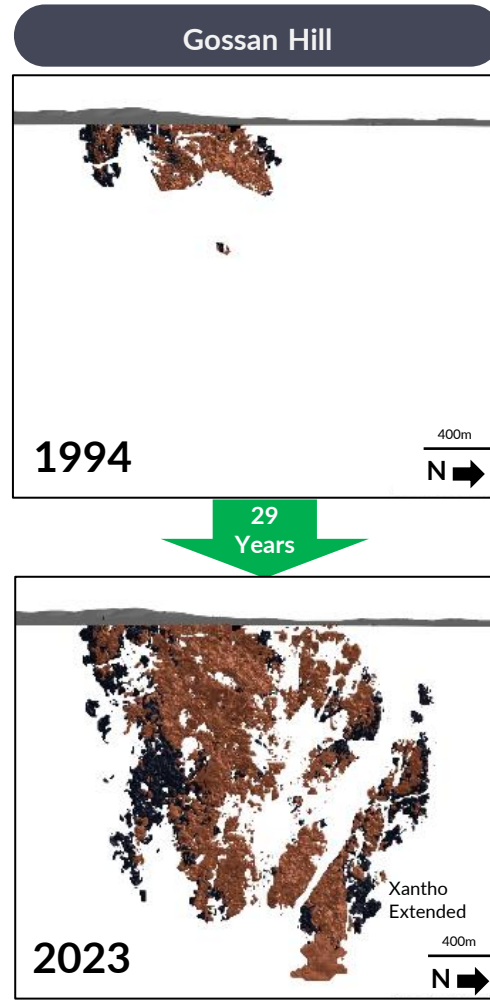 Gossan Hill
400m
1994
N
29
Years
Xantho
Extended
400m
2023
N